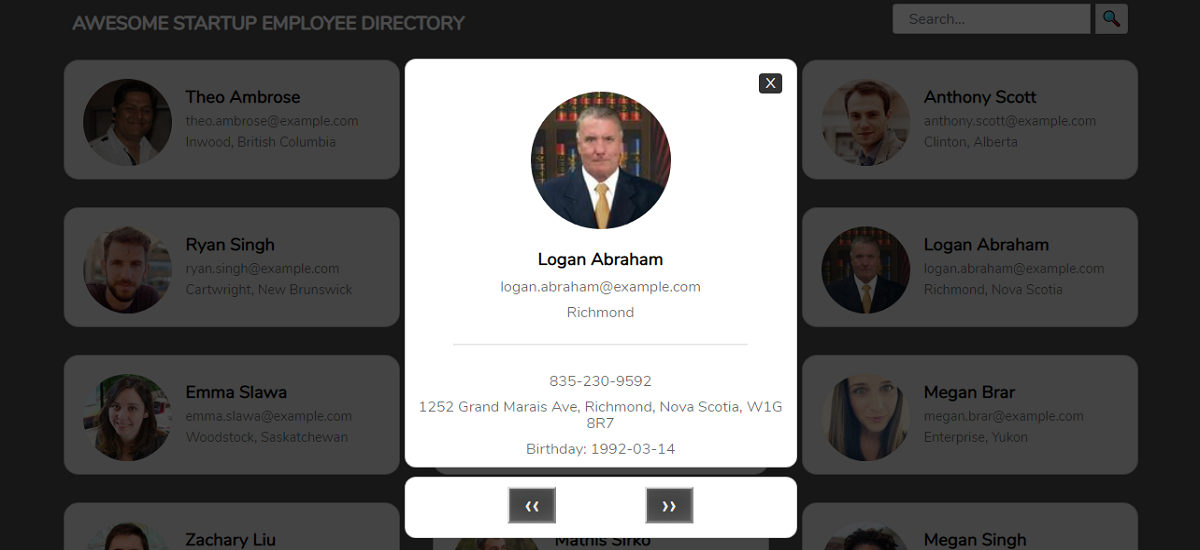 AWESOME STARTUP EMPLOYEE DIRECTORY
Search...
X
Theo Ambrose
theo.ambrose@example.com
Inwood, British Columbia
Anthony Scott
anthony.scott@example.com
Clinton, Alberta
Ryan Singh
ryan.singh@example.com
Cartwright, New Brunswick
Logan Abraham
logan.abraham@example.com
Richmond
835-230-9592
1252 Grand Marais Ave, Richmond, Nova Scotia, W1G
8R7
Birthday: 1992-03-14
Logan Abraham
logan.abraham@example.com
Richmond, Nova Scotia
Emma Slawa
emma.slawa@example.com
Woodstock, Saskatchewan
Megan Brar
megan.brar@example.com
Enterprise, Yukon
‹‹ ››
Zachary Liu
Mathis Sirko
Megan Singh